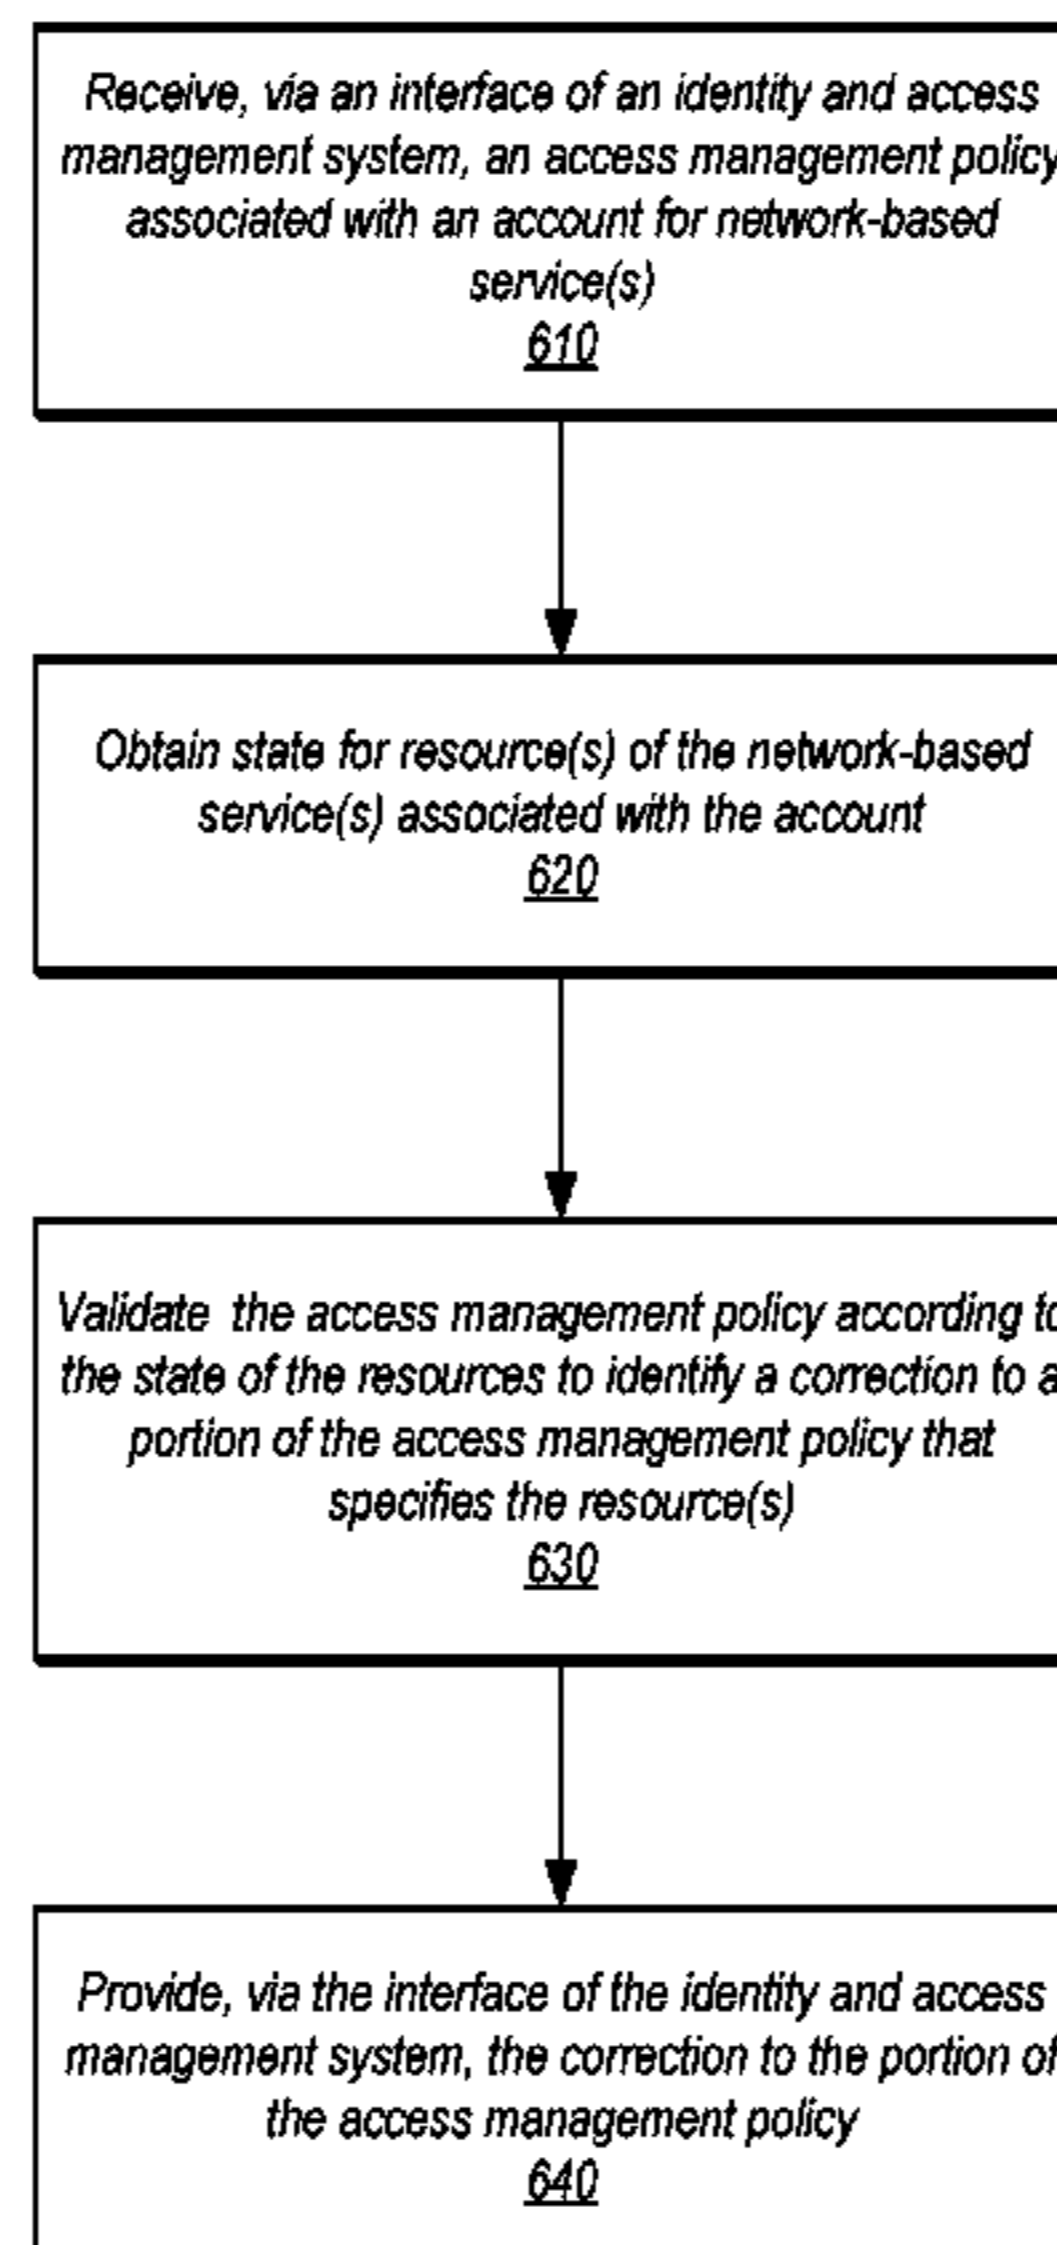 Receive, via an interface of an identity and access
management system, an access management policy
associated with an account for network-based
service(s)
610
Obtain state for resource(s) of the network-based
service(s) associated with the account
620
Validate the access management policy according to
the state of the resources to identify a correction to a
portion of the access management policy that
specifies the resource(s)
630
Provide, via the interface of the identity and access
management system, the correction to the portion of
the access management policy
640